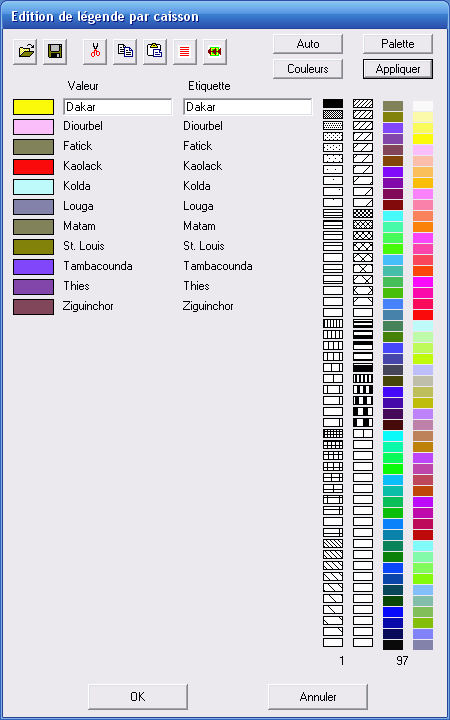 Edition de légende par caisson
Auto Palette
Couleurs Appliquer
Valeur Etiquette
Dakar Dakar
Diourbel Diourbel
Fatick Fatick
Kaolack Kaolack
Kolda Kolda
Louga Louga
Matam Matam
St. Louis St. Louis
Tambacounda Tambacounda
Thies Thies
Ziguinchor Ziguinchor
1 97
OK Annuler